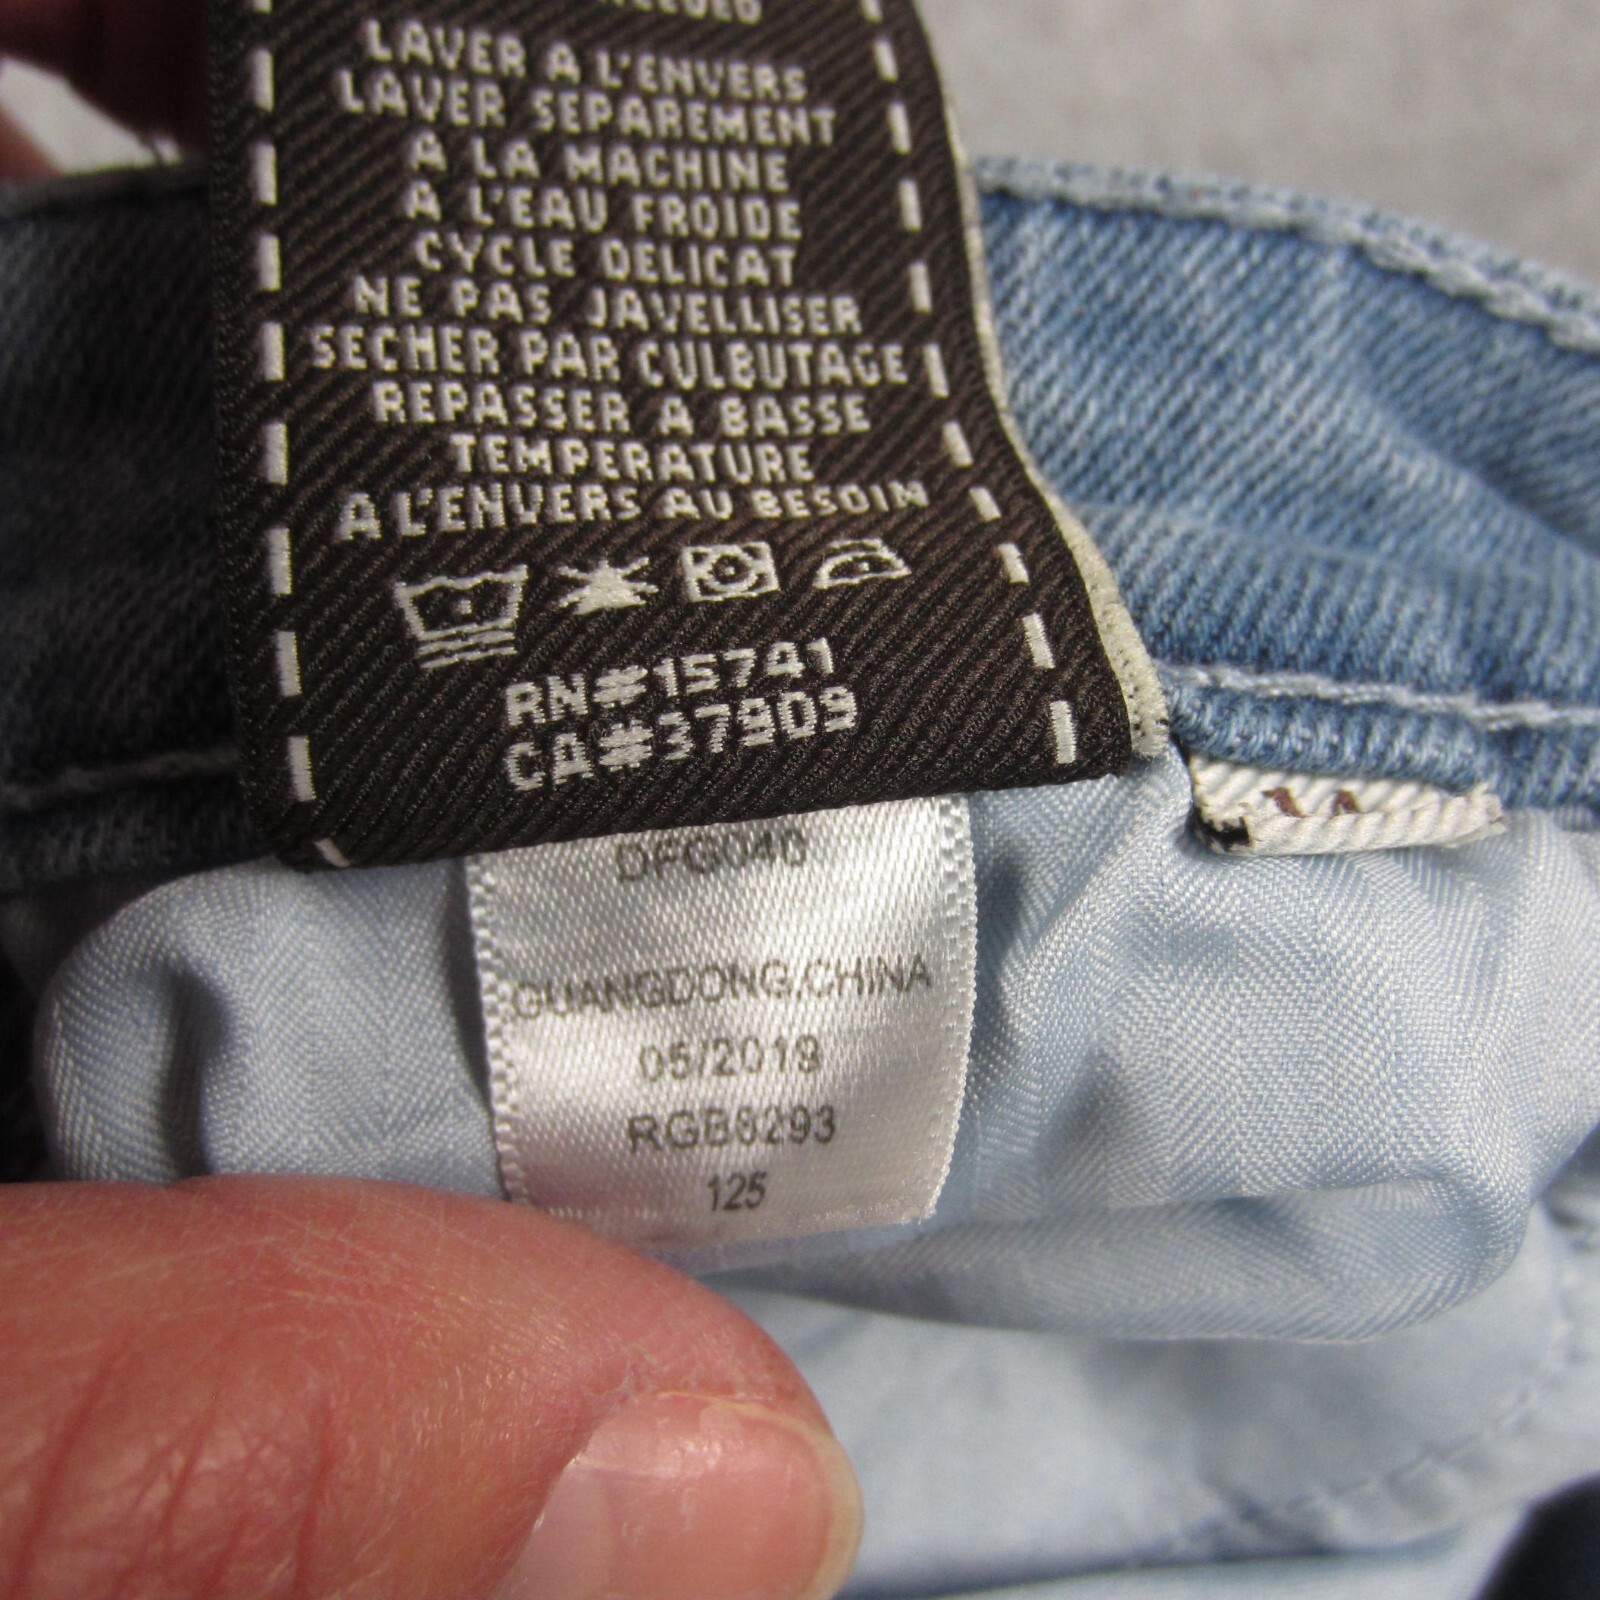 LAVER A L'ENVERS
LAVER SEPAREMENT
A LA MACHINE
A L'EAU FROIDE
CYCLE DELICAT
NE PAS JAVELLISER
SECHER PAR CULBUTAGE
REPASSER A BASSE
TEMPERATURE
A L'ENVERS AU BESOIN
RN#15741
CA#37909
GUANGDONG,CHINA
05/2019
RGB8293
125